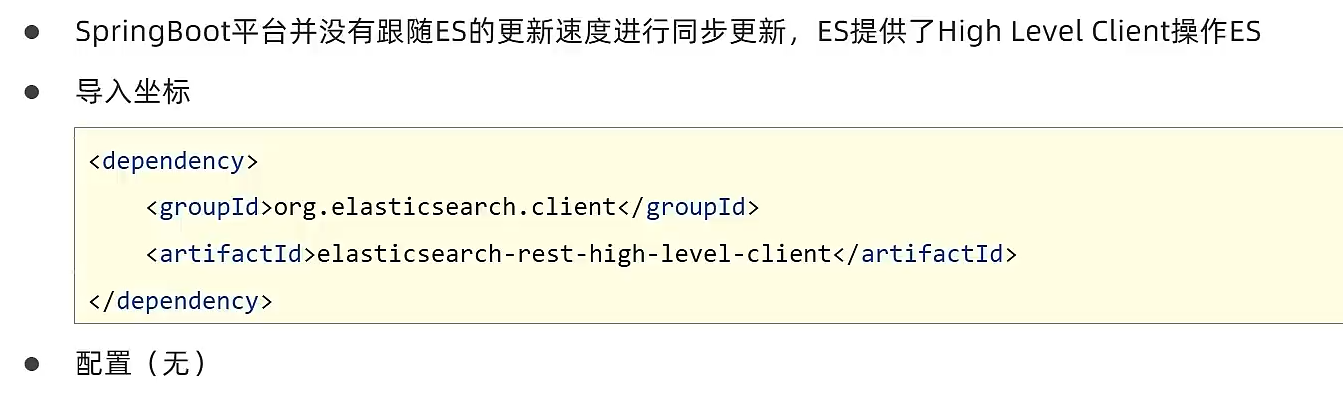 ● SpringBoot平台并没有跟随ES的更新速度进行同步更新，ES提供了High Level Client操作ES
● 导入坐标
<dependency>
    <groupId>org.elasticsearch.client</groupId>
    <artifactId>elasticsearch-rest-high-level-client</artifactId>
</dependency>
● 配置（无）